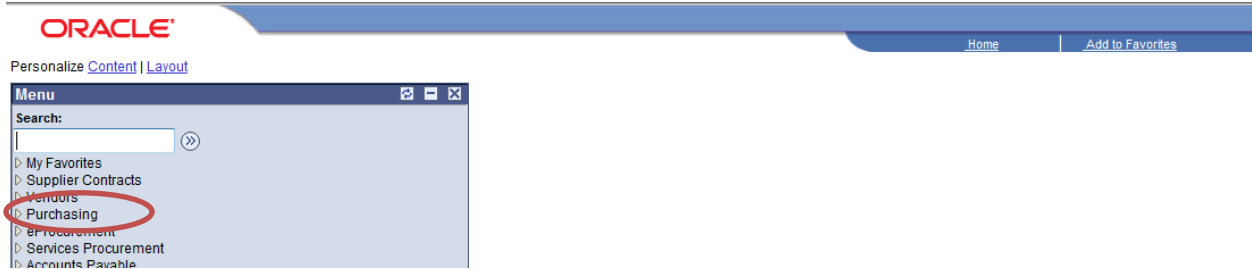 ORACLE
Home Add to Favorites
Personalize Content | Layout
Menu
Search:
My Favorites
Supplier Contracts
Vendors
Purchasing
eProcurement
Services Procurement
Accounts Payable